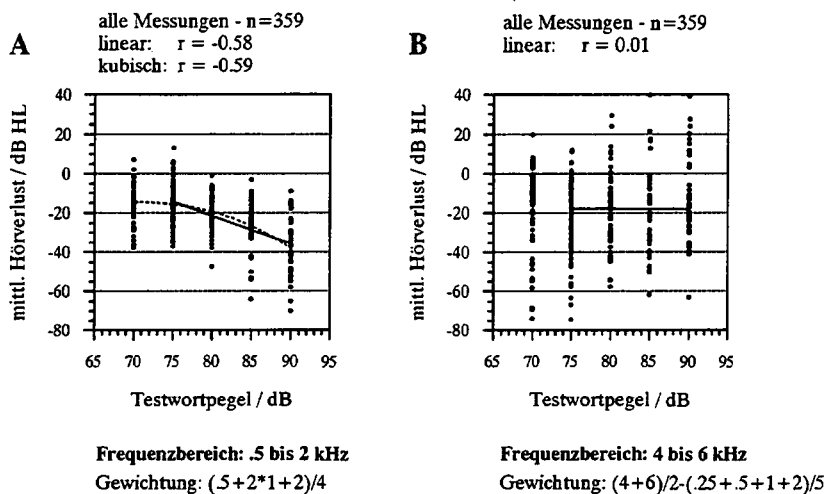 A
alle Messungen - n=359
linear: r = -0.58
kubisch: r = -0.59
mittl. Hörverlust / dB HL
40
20
0
-20
-40
-60
-80
65 70 75 80 85 90 95
Testwortpegel / dB
Frequenzbereich: .5 bis 2 kHz
Gewichtung: (.5+2*1+2)/4
B
alle Messungen - n=359
linear: r = 0.01
mittl. Hörverlust / dB HL
40
20
0
-20
-40
-60
-80
65 70 75 80 85 90 95
Testwortpegel / dB
Frequenzbereich: 4 bis 6 kHz
Gewichtung: (4+6)/2-(.25+.5+1+2)/5